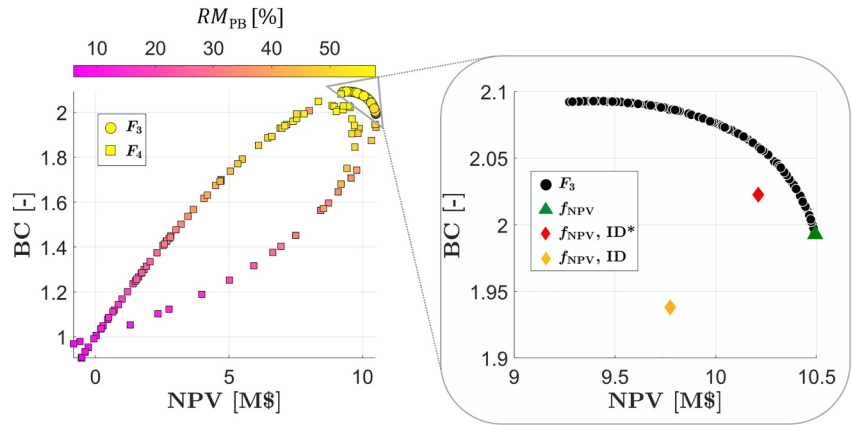 RM_PB [%]
10 20 30 40 50
2
1.8
1.6
1.4
1.2
1
BC [-]
F_3
F_4
0 5 10
NPV [M$]
2.1
2.05
2
1.95
1.9
BC [-]
F_3
f_NPV
f_NPV, ID*
f_NPV, ID
9 9.5 10 10.5
NPV [M$]